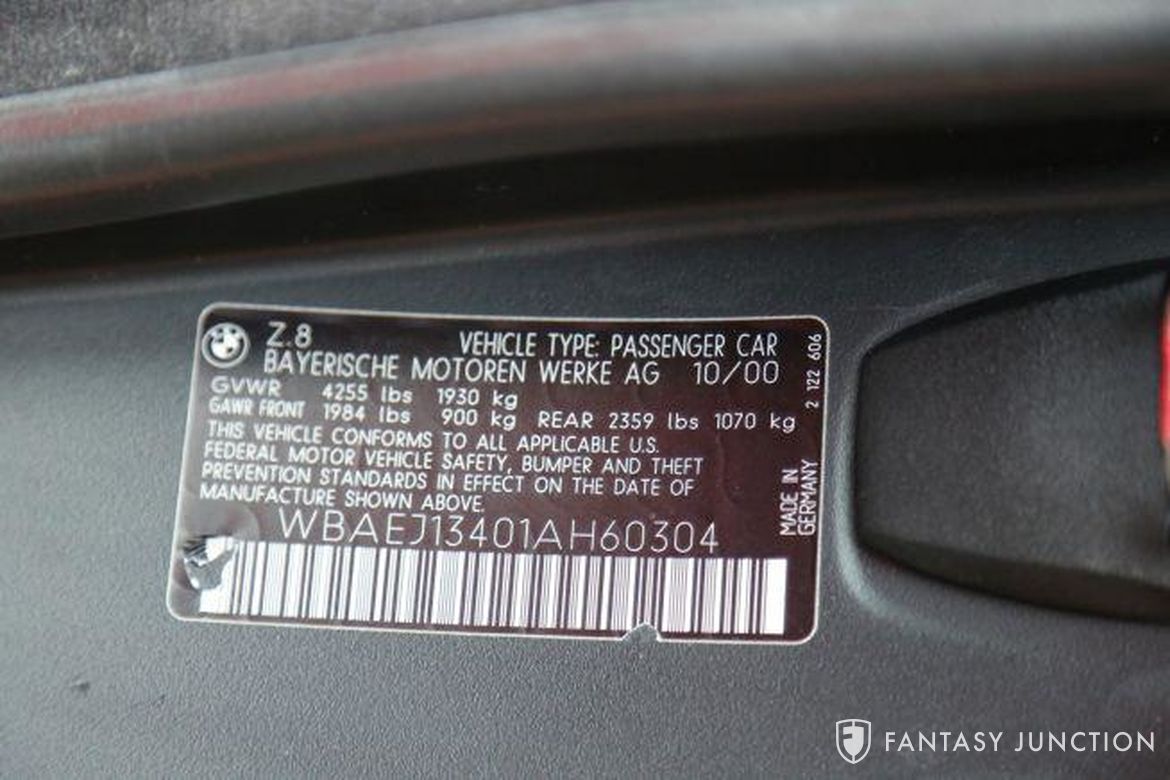 Z.8 VEHICLE TYPE: PASSENGER CAR
BAYERISCHE MOTOREN WERKE AG 10/00
GVWR 4255 lbs 1930 kg
GAWR FRONT 1984 lbs 900 kg REAR 2359 lbs 1070 kg
THIS VEHICLE CONFORMS TO ALL APPLICABLE U.S.
FEDERAL MOTOR VEHICLE SAFETY, BUMPER AND THEFT
PREVENTION STANDARDS IN EFFECT ON THE DATE OF
MANUFACTURE SHOWN ABOVE.
WBAEJ13401AH60304
MADE IN
GERMANY
2 122 606
FANTASY JUNCTION